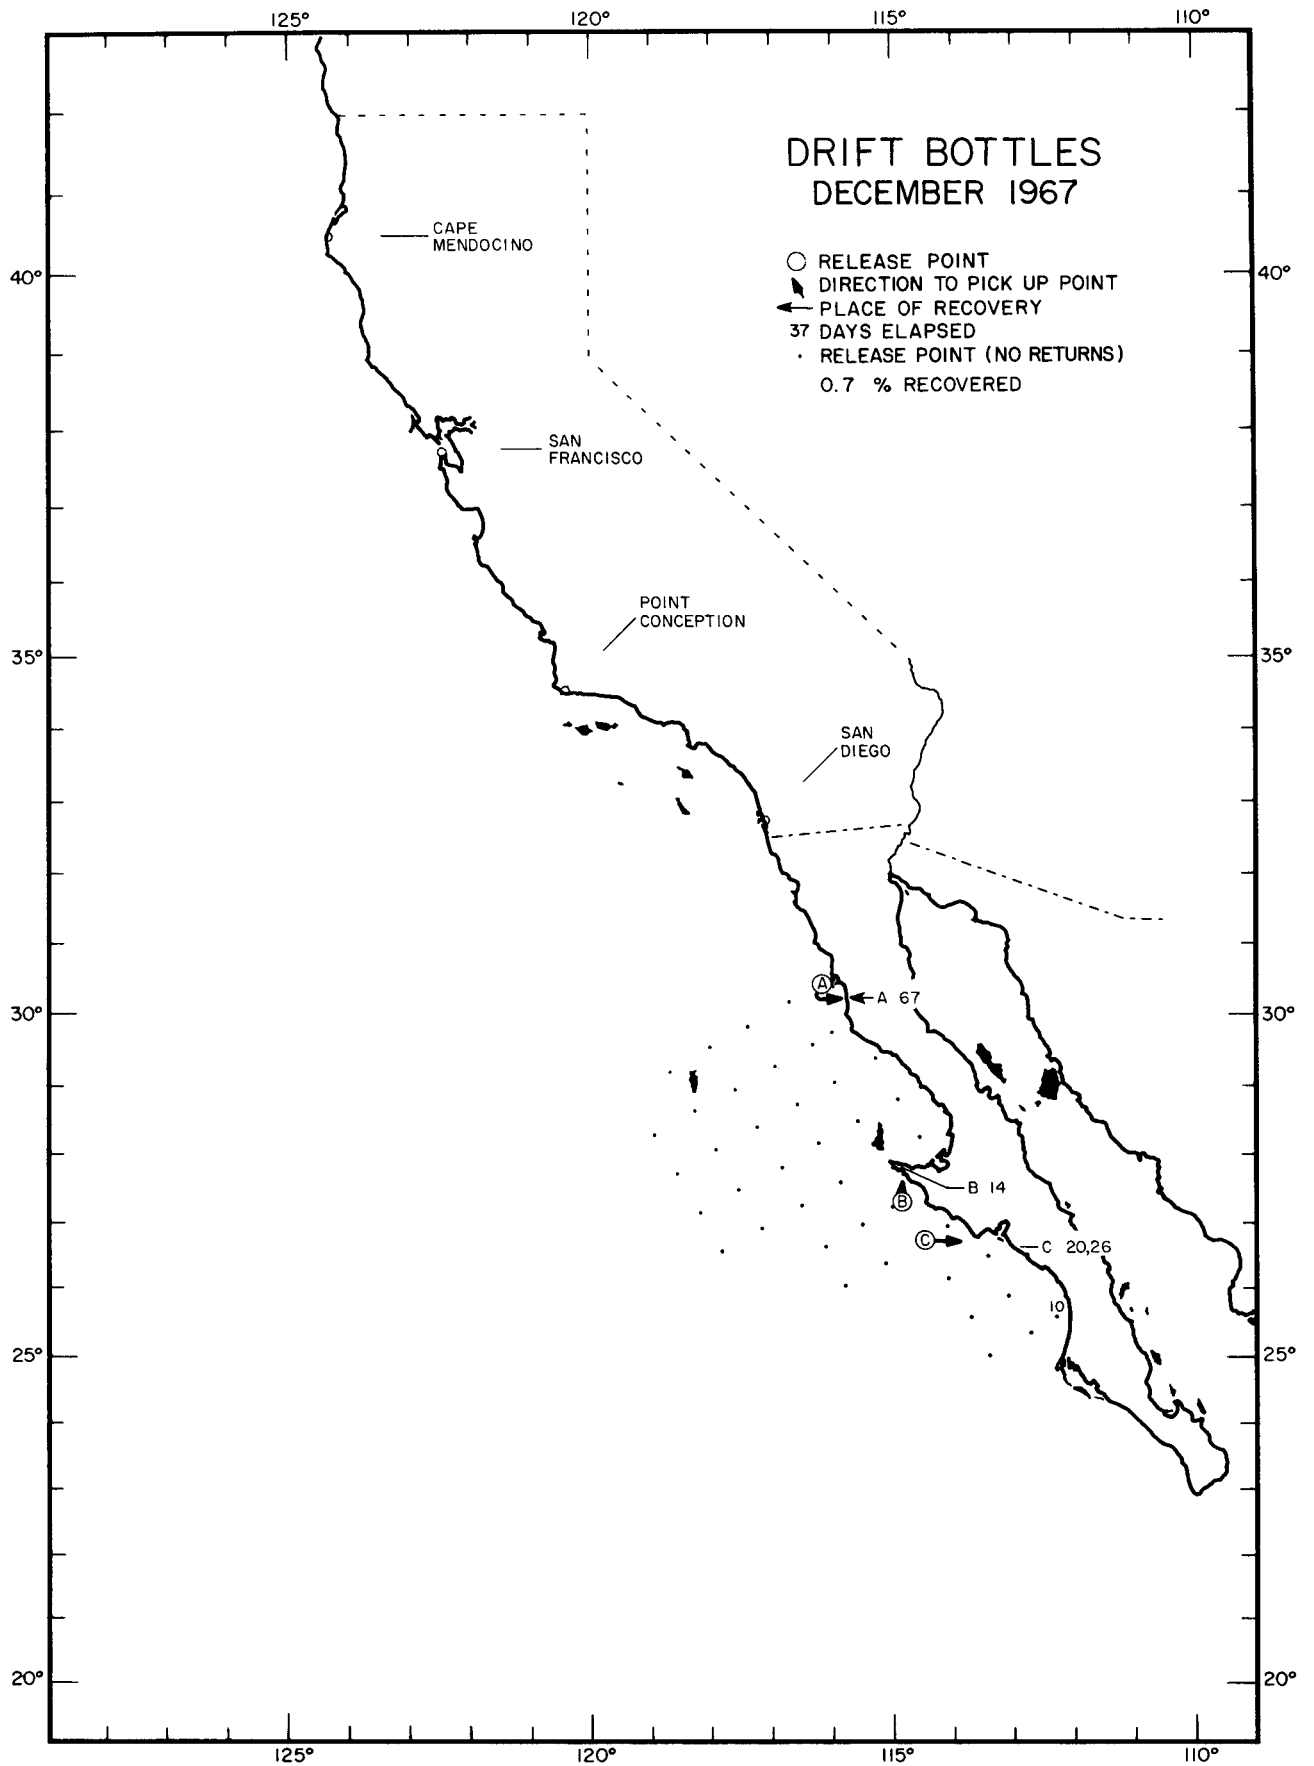 125° 120° 115° 110°
DRIFT BOTTLES
DECEMBER 1967
CAPE
MENDOCINO
RELEASE POINT
DIRECTION TO PICK UP POINT
PLACE OF RECOVERY
37 DAYS ELAPSED
RELEASE POINT (NO RETURNS)
0.7 % RECOVERED
40° 40°
SAN
FRANCISCO
POINT
CONCEPTION
35° 35°
SAN
DIEGO
A
A 67
30° 30°
B 14
B
C
C 20,26
10
25° 25°
20° 20°
125° 120° 115° 110°